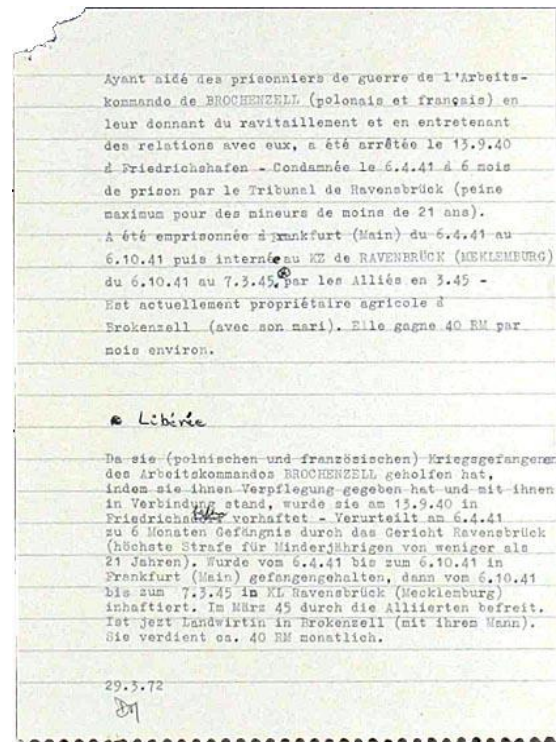 Ayant aidé des prisonniers de guerre de l'Arbeits-
kommando de BROCHENZELL (polonais et français) en
leur donnant du ravitaillement et en entretenant
des relations avec eux, a été arrêtée le 13.9.40
à Friedrichshafen - Condamnée le 6.4.41 à 6 mois
de prison par le Tribunal de Ravensbrück (peine
maximum pour des mineurs de moins de 21 ans).
A été emprisonnée à Frankfurt (Main) du 6.4.41 au
6.10.41 puis internée au KZ de RAVENBRÜCK (MEKLEMBURG)
du 6.10.41 au 7.3.45, par les Alliés en 3.45 -
Est actuellement propriétaire agricole à
Brokenzell (avec son mari). Elle gagne 40 RM par
mois environ.
Libérée
Da sie (polnischen und französischen) Kriegsgefangenen
des Arbeitskommandos BROCHENZELL geholfen hat,
indem sie ihnen Verpflegung gegeben hat und mit ihnen
in Verbindung stand, wurde sie am 13.9.40 in
Friedrichshafen verhaftet - Verurteilt am 6.4.41
zu 6 Monaten Gefängnis durch das Gericht Ravensbrück
(höchste Strafe für Minderjährigen von weniger als
21 Jahren). Wurde vom 6.4.41 bis zum 6.10.41 in
Frankfurt (Main) gefangengehalten, dann vom 6.10.41
bis zum 7.3.45 in KL Ravensbrück (Mecklemburg)
inhaftiert. Im März 45 durch die Alliierten befreit.
Ist jezt Landwirtin in Brokenzell (mit ihrem Mann).
Sie verdient ca. 40 RM monatlich.
29.3.72